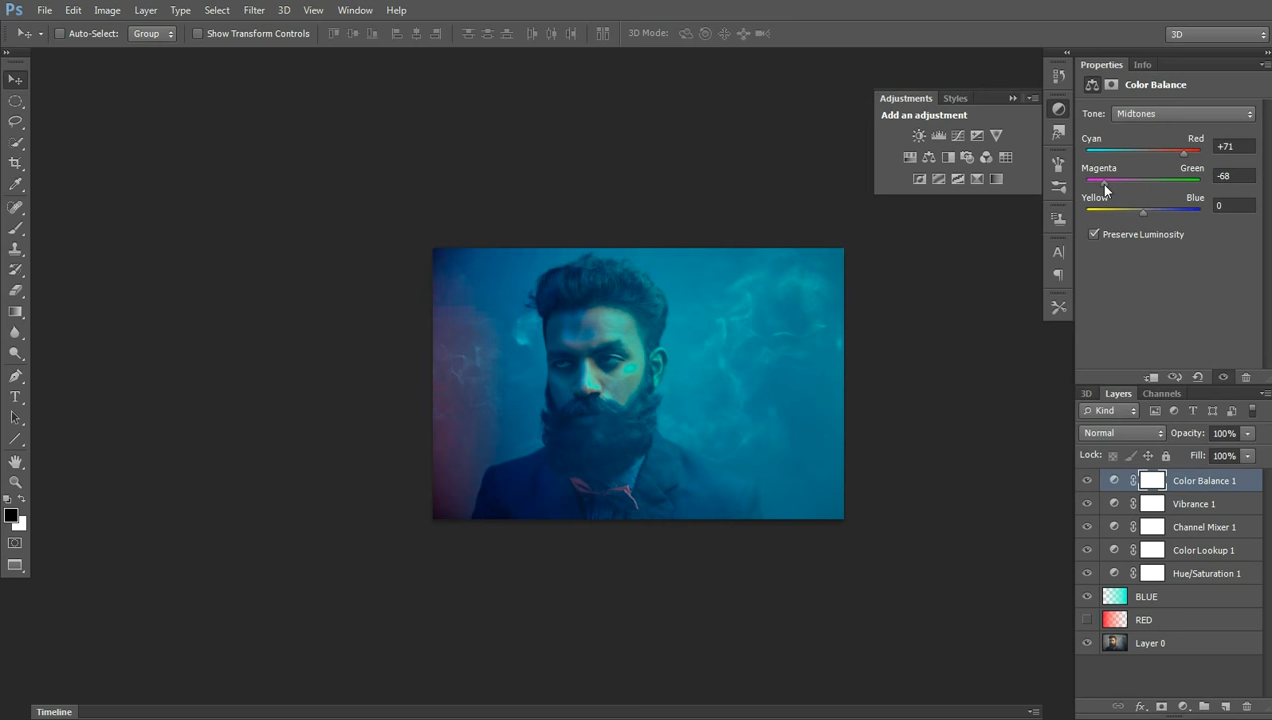 Ps File Edit Image Layer Type Select Filter 3D View Window Help
Auto-Select: Group Show Transform Controls 3D Mode: 3D
Properties Info
Color Balance
Adjustments Styles
Add an adjustment
Tone: Midtones
Cyan Red +71
Magenta Green -68
Yellow Blue 0
Preserve Luminosity
3D Layers Channels
Kind
Normal Opacity: 100%
Lock: Fill: 100%
Color Balance 1
Vibrance 1
Channel Mixer 1
Color Lookup 1
Hue/Saturation 1
BLUE
RED
Layer 0
fx
Timeline